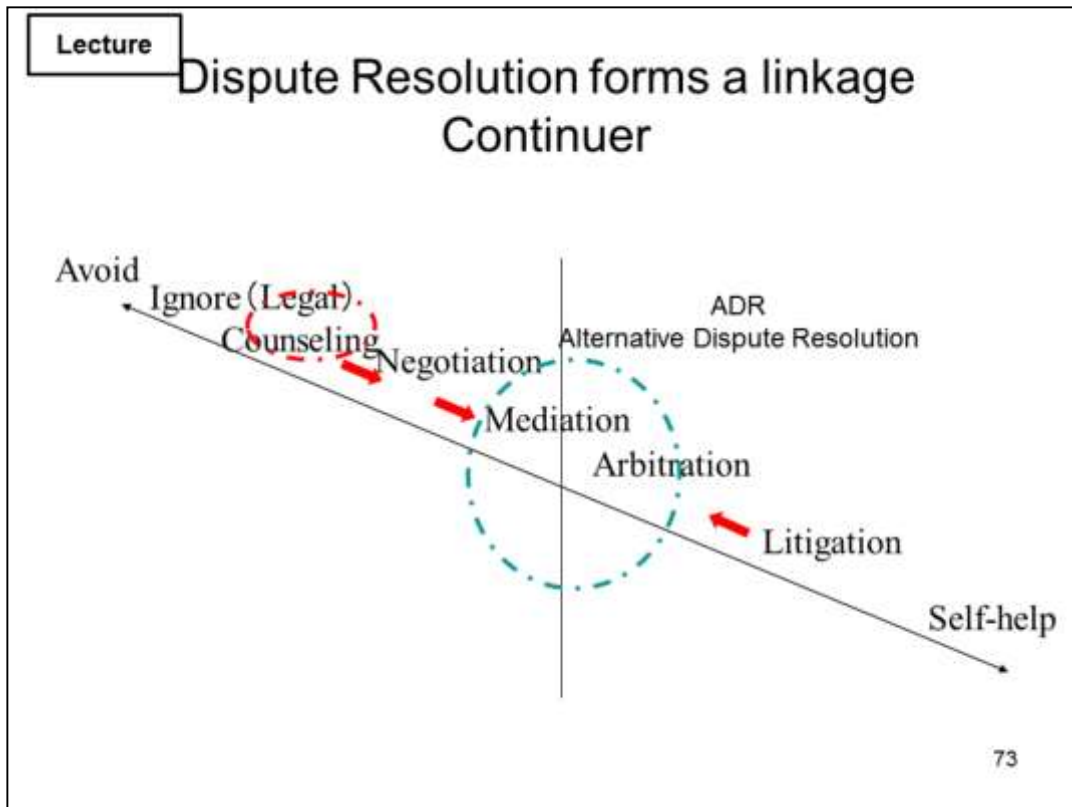 Lecture
Dispute Resolution forms a linkage
Continuer
Avoid
Ignore (Legal)
Counseling
Negotiation
Mediation
Arbitration
Litigation
Self-help
ADR
Alternative Dispute Resolution
73